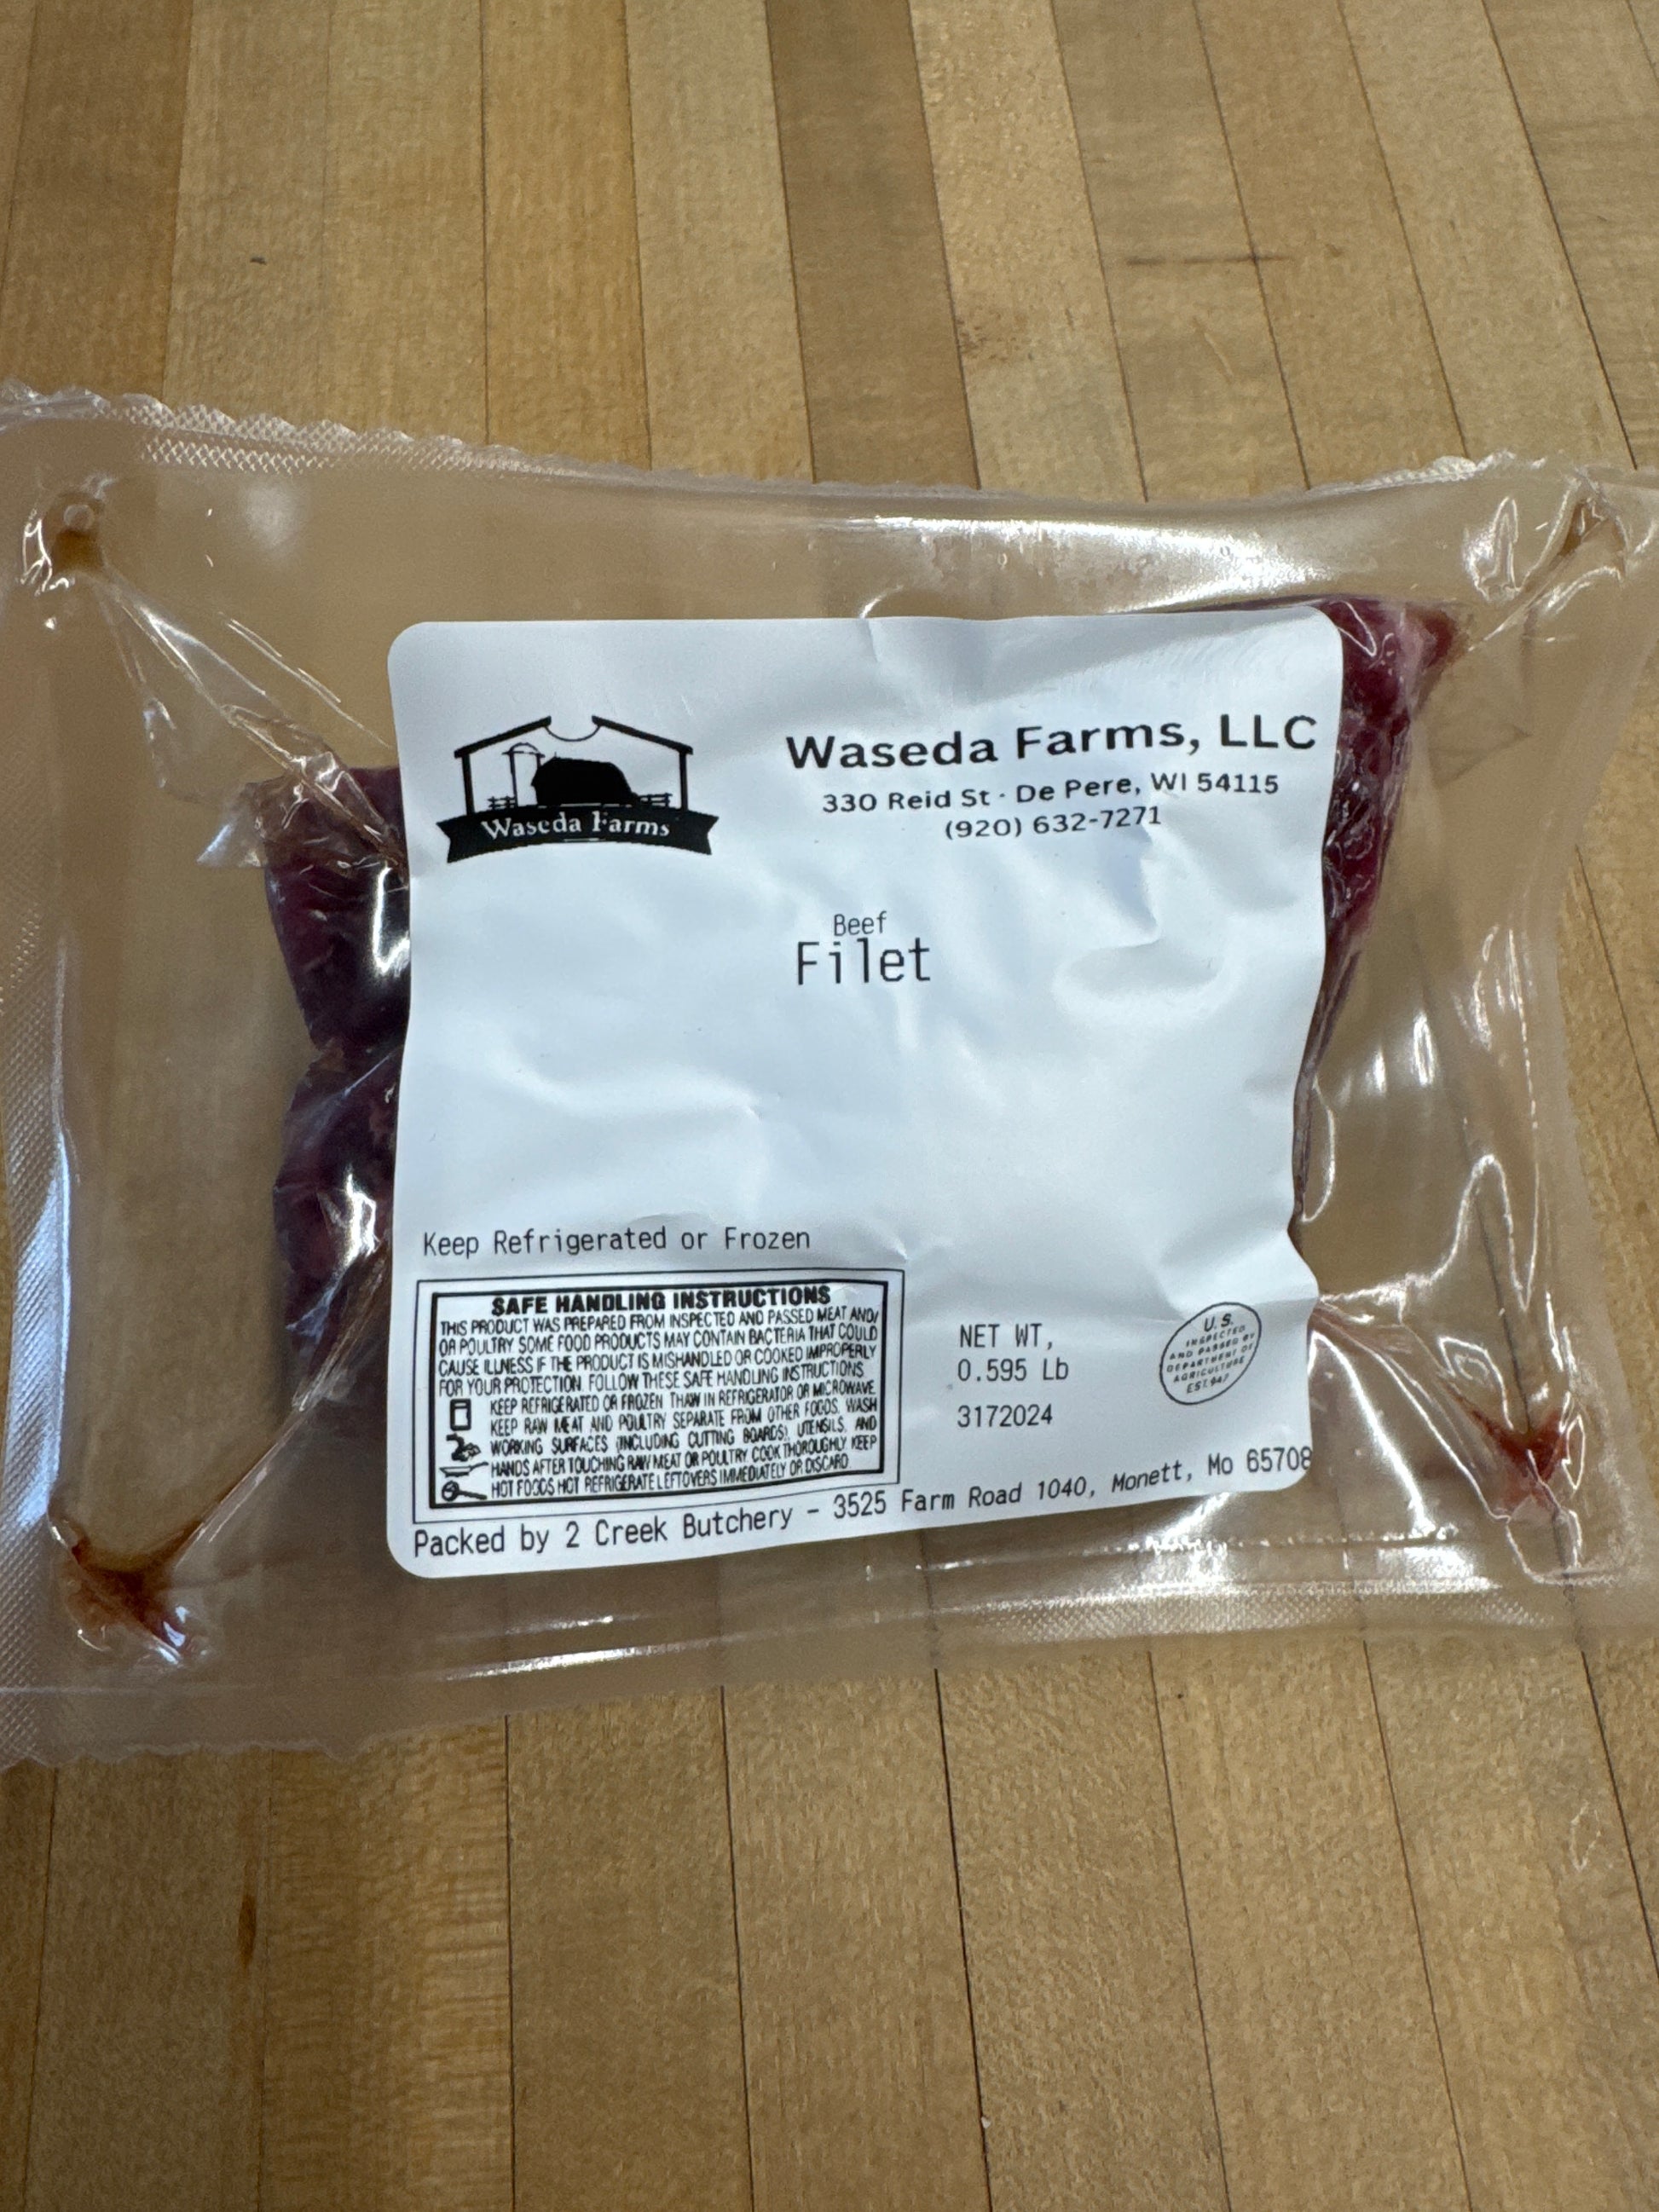 Waseda Farms
Waseda Farms, LLC
330 Reid St · De Pere, WI 54115
(920) 632-7271
Beef
Filet
Keep Refrigerated or Frozen
SAFE HANDLING INSTRUCTIONS
THIS PRODUCT WAS PREPARED FROM INSPECTED AND PASSED MEAT AND/
OR POULTRY SOME FOOD PRODUCTS MAY CONTAIN BACTERIA THAT COULD
CAUSE ILLNESS IF THE PRODUCT IS MISHANDLED OR COOKED IMPROPERLY
FOR YOUR PROTECTION. FOLLOW THESE SAFE HANDLING INSTRUCTIONS
KEEP REFRIGERATED OR FROZEN THAW IN REFRIGERATOR OR MICROWAVE.
KEEP RAW MEAT AND POULTRY SEPARATE FROM OTHER FOODS. WASH
WORKING SURFACES (INCLUDING CUTTING BOARDS), UTENSILS, AND
HANDS AFTER TOUCHING RAW MEAT OR POULTRY COOK THOROUGHLY KEEP
HOT FOODS HOT REFRIGERATE LEFTOVERS IMMEDIATELY OR DISCARD
NET WT,
0.595 Lb
3172024
U.S.
INSPECTED
AND PASSED BY
DEPARTMENT OF
AGRICULTURE
Packed by 2 Creek Butchery - 3525 Farm Road 1040, Monett, Mo 65708